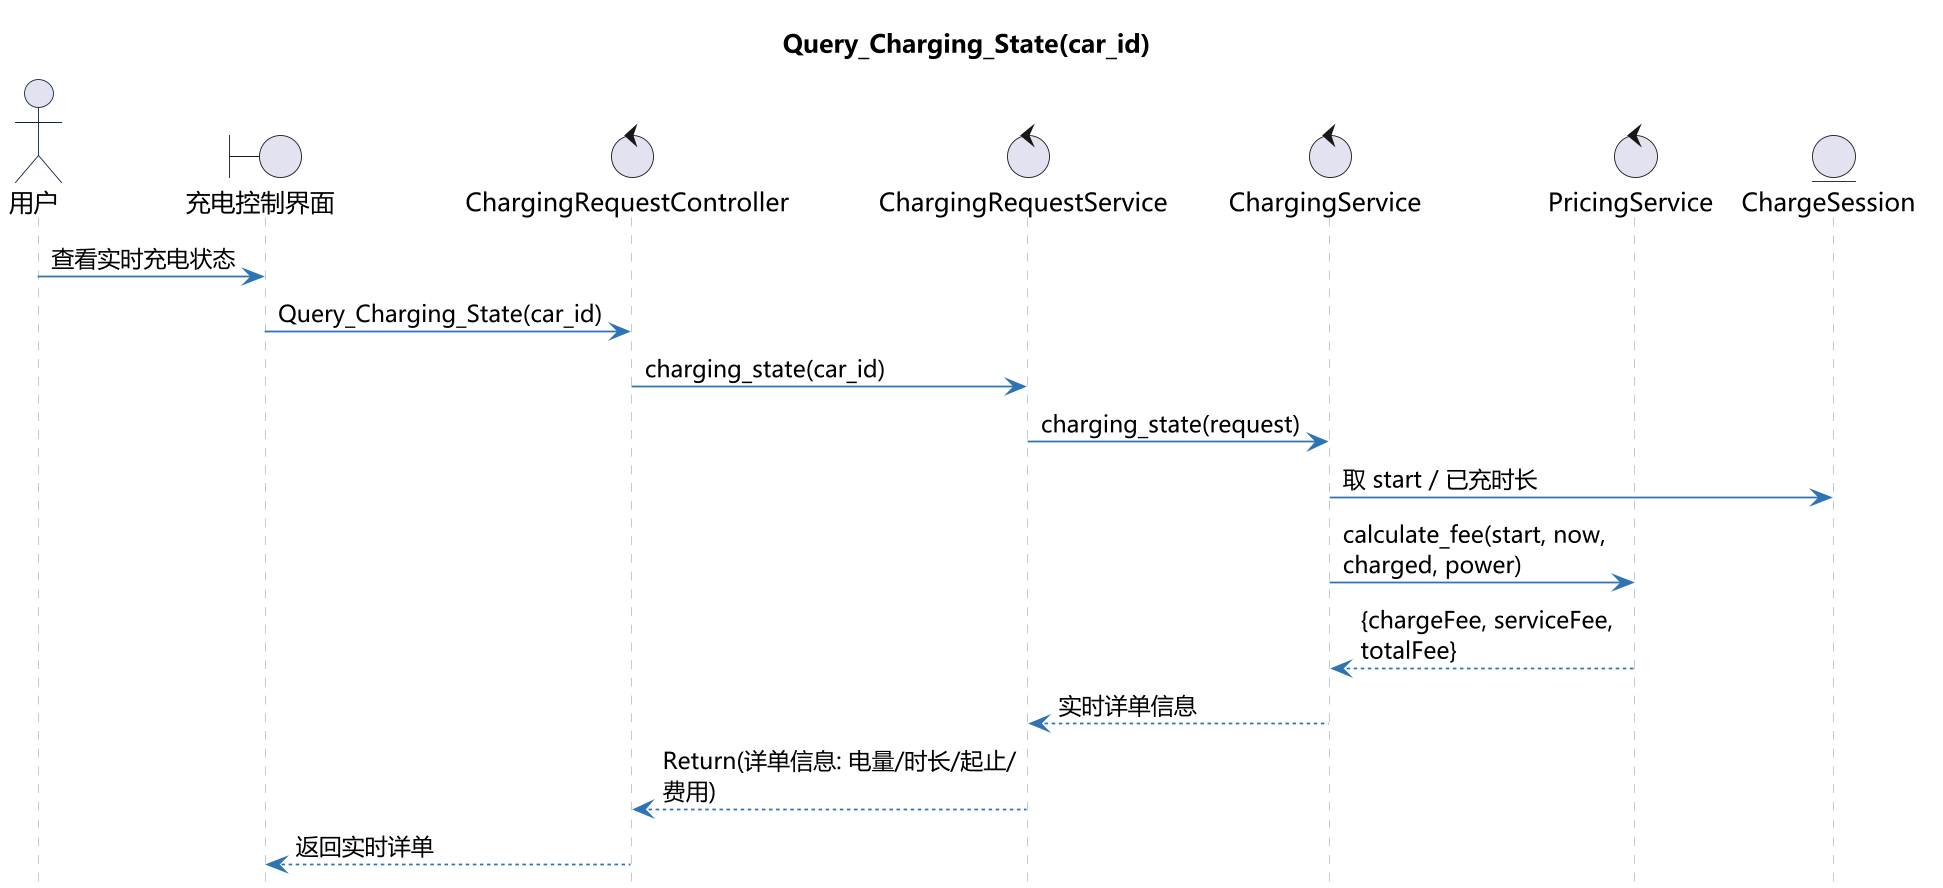 Query_Charging_State(car_id)
用户
充电控制界面
ChargingRequestController
ChargingRequestService
ChargingService
PricingService
ChargeSession
查看实时充电状态
Query_Charging_State(car_id)
charging_state(car_id)
charging_state(request)
取 start / 已充时长
calculate_fee(start, now,
charged, power)
{chargeFee, serviceFee,
totalFee}
实时详单信息
Return(详单信息: 电量/时长/起止/
费用)
返回实时详单